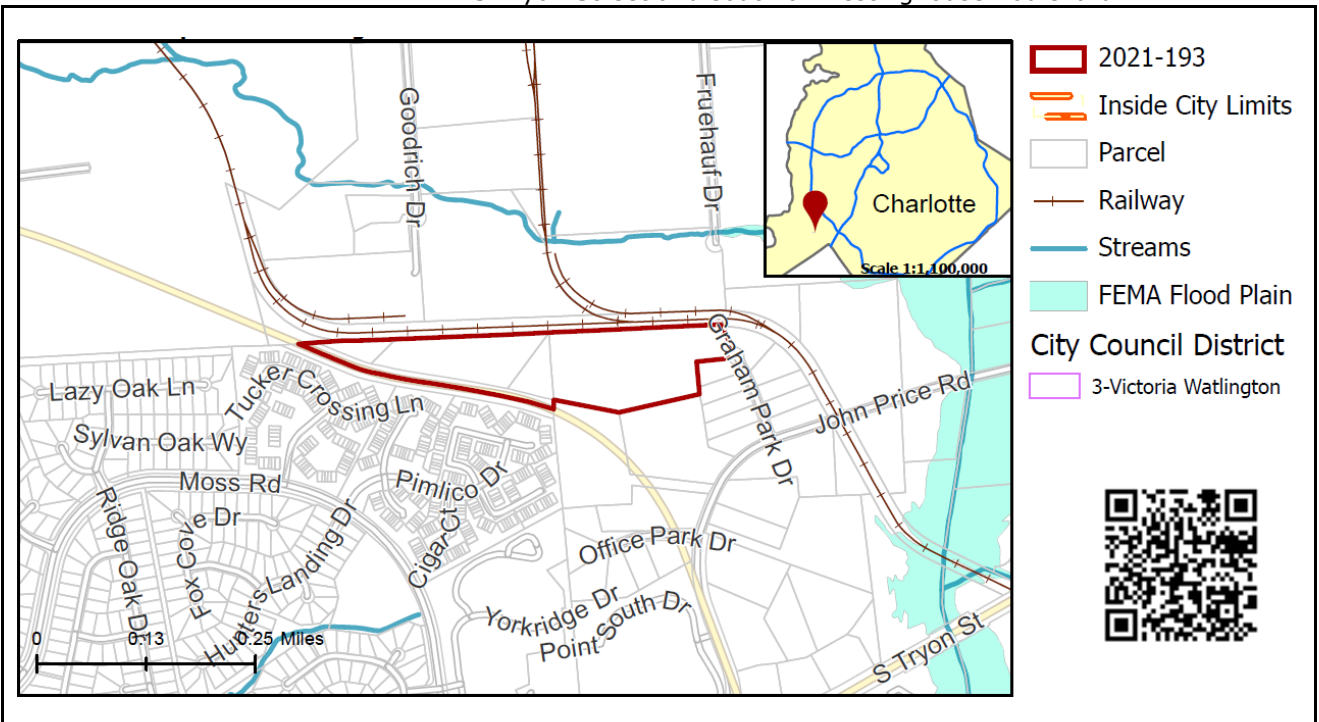 Goodrich Dr
Fruehauf Dr
Charlotte
Scale 1:1,100,000
Graham Park Dr
John Price Rd
Lazy Oak Ln
Tucker Crossing Ln
Sylvan Oak Wy
Moss Rd
Pimlico Dr
Ridge Oak D
Fox Cove Dr
Hunters Landing Dr
Cigar Ct
Office Park Dr
Yorkridge Dr
South Dr
Point
S Tryon St
0 0.13 0.25 Miles
2021-193
Inside City Limits
Parcel
Railway
Streams
FEMA Flood Plain
City Council District
3-Victoria Watlington